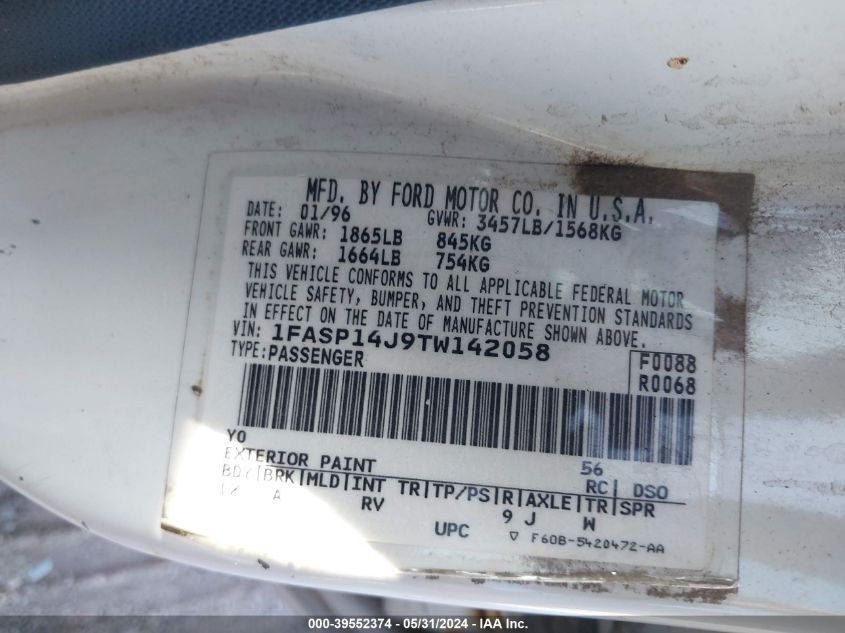 MFD. BY FORD MOTOR CO. IN U.S.A.
DATE: 01/96 GVWR: 3457LB/1568KG
FRONT GAWR: 1865LB 845KG
REAR GAWR: 1664LB 754KG
THIS VEHICLE CONFORMS TO ALL APPLICABLE FEDERAL MOTOR
VEHICLE SAFETY, BUMPER, AND THEFT PREVENTION STANDARDS
IN EFFECT ON THE DATE OF MANUFACTURE SHOWN ABOVE.
VIN: 1FASP14J9TW142058
TYPE: PASSENGER
F0088
R0068
YO
EXTERIOR PAINT 56 RC| DSO
BDY|BRK|MLD|INT TR|TP/PS|R|AXLE|TR|SPR
A RV 9 J W
UPC ▽ F60B-5420472-AA
000-39552374 - 05/31/2024 - IAA Inc.